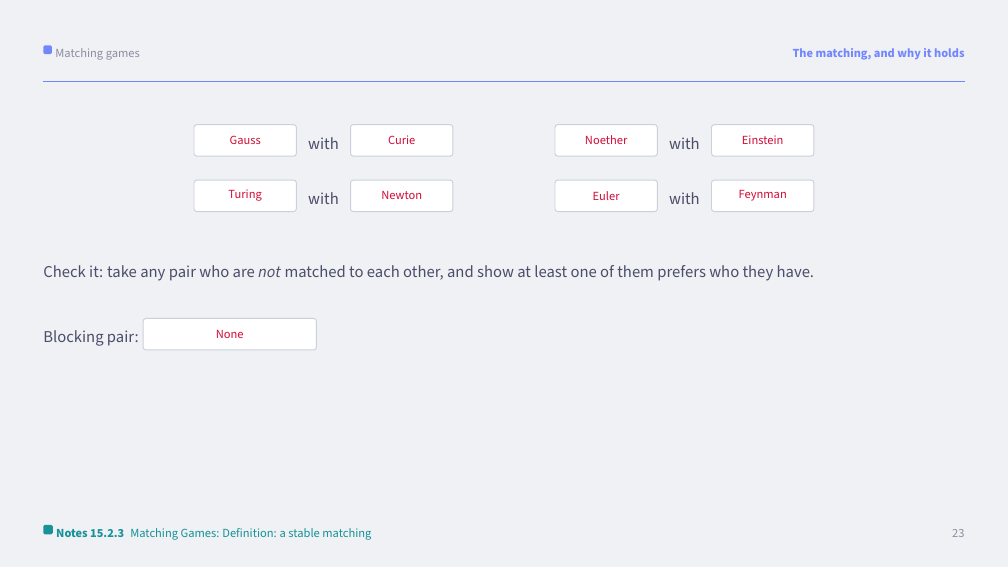 Matching games
The matching, and why it holds
Gauss with Curie Noether with Einstein
Turing with Newton Euler with Feynman
Check it: take any pair who are not matched to each other, and show at least one of them prefers who they have.
Blocking pair: None
Notes 15.2.3 Matching Games: Definition: a stable matching
23